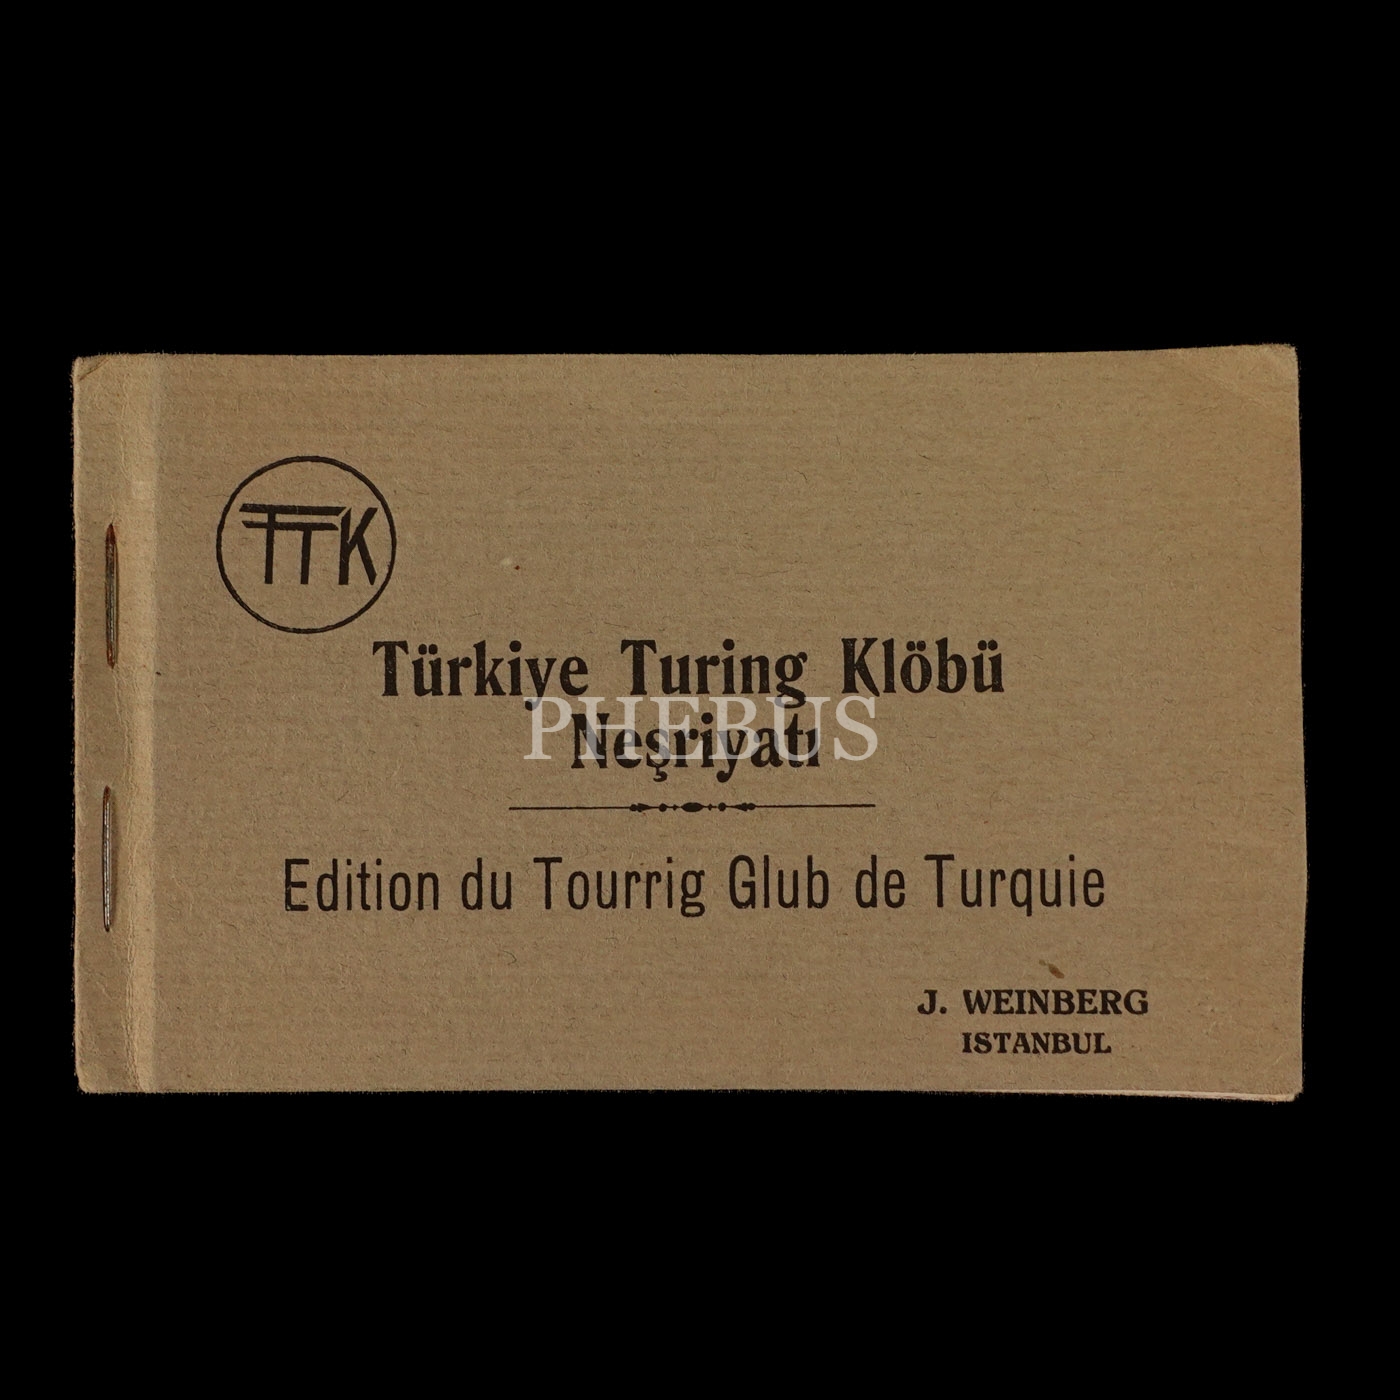 TTK
Türkiye Turing Klöbü
Neşriyatı
PHEBUS
Edition du Tourrig Glub de Turquie
J. WEINBERG
ISTANBUL